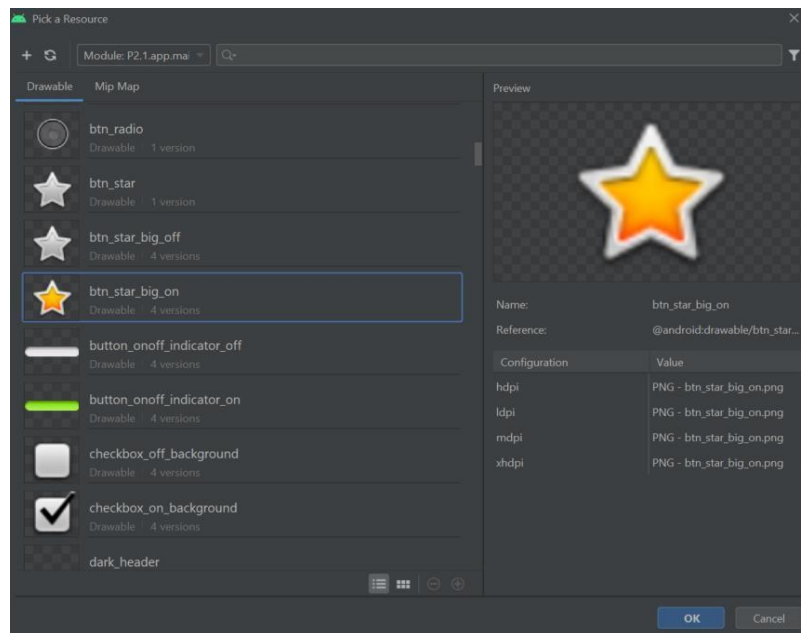 Pick a Resource
Module: P2.1.app.mai
Drawable Mip Map
btn_radio
Drawable 1 version
btn_star
Drawable 1 version
btn_star_big_off
Drawable 4 versions
btn_star_big_on
Drawable 4 versions
button_onoff_indicator_off
Drawable 4 versions
button_onoff_indicator_on
Drawable 4 versions
checkbox_off_background
Drawable 4 versions
checkbox_on_background
Drawable 4 versions
dark_header
Preview
Name: btn_star_big_on
Reference: @android:drawable/btn_star...
Configuration Value
hdpi PNG - btn_star_big_on.png
ldpi PNG - btn_star_big_on.png
mdpi PNG - btn_star_big_on.png
xhdpi PNG - btn_star_big_on.png
OK Cancel